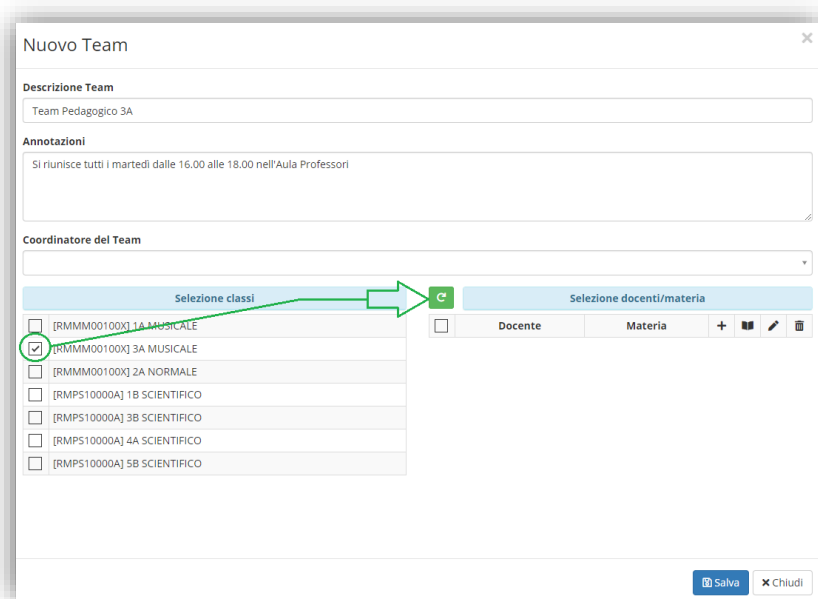 Nuovo Team
Descrizione Team
Team Pedagogico 3A
Annotazioni
Si riunisce tutti i martedì dalle 16.00 alle 18.00 nell'Aula Professori
Coordinatore del Team
Selezione classi
[RMMM00100X] 1A MUSICALE
[RMMM00100X] 3A MUSICALE
[RMMM00100X] 2A NORMALE
[RMPS10000A] 1B SCIENTIFICO
[RMPS10000A] 3B SCIENTIFICO
[RMPS10000A] 4A SCIENTIFICO
[RMPS10000A] 5B SCIENTIFICO
Selezione docenti/materia
Docente Materia
Salva Chiudi